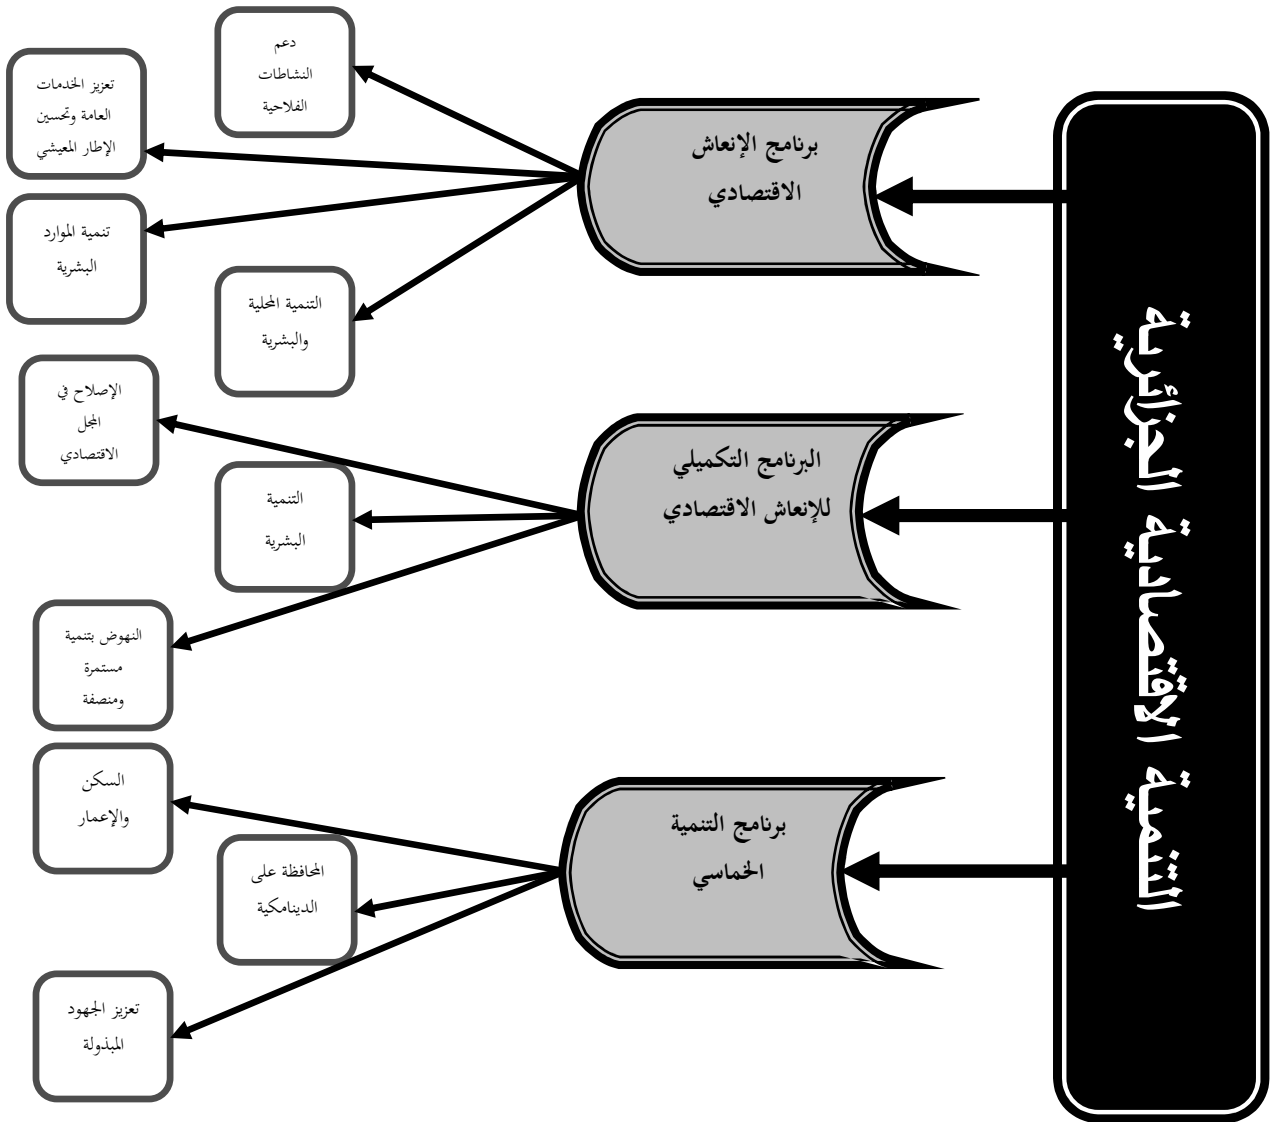 التنمية الاقتصادية الجزائرية
برنامج الإنعاش
الاقتصادي
دعم
النشاطات
الفلاحية
تعزيز الخدمات
العامة وتحسين
الإطار المعيشي
تنمية الموارد
البشرية
التنمية المحلية
والبشرية
البرنامج التكميلي
للإنعاش الاقتصادي
الإصلاح في
المجل
الاقتصادي
التنمية
البشرية
النهوض بتنمية
مستمرة
ومنصفة
برنامج التنمية
الخماسي
السكن
والإعمار
المحافظة على
الدينامكية
تعزيز الجهود
المبذولة